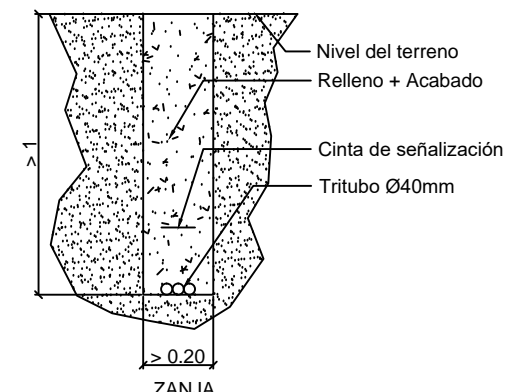 Nivel del terreno
Relleno + Acabado
> 1
Cinta de señalización
Tritubo Ø40mm
> 0.20
ZANJA